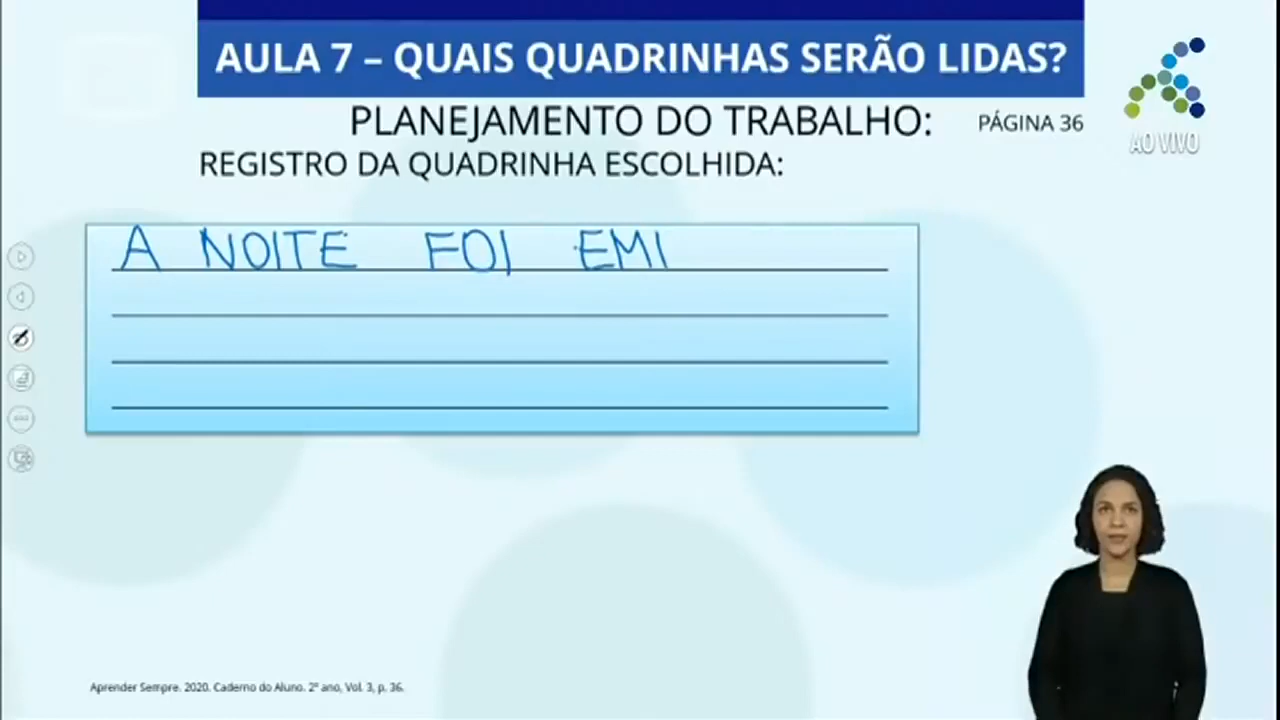 AULA 7 – QUAIS QUADRINHAS SERÃO LIDAS?
PLANEJAMENTO DO TRABALHO:
PÁGINA 36
AO VIVO
REGISTRO DA QUADRINHA ESCOLHIDA:
A NOITE FOI EMI
Aprender Sempre. 2020. Caderno do Aluno. 2º ano, Vol. 3, p. 36.